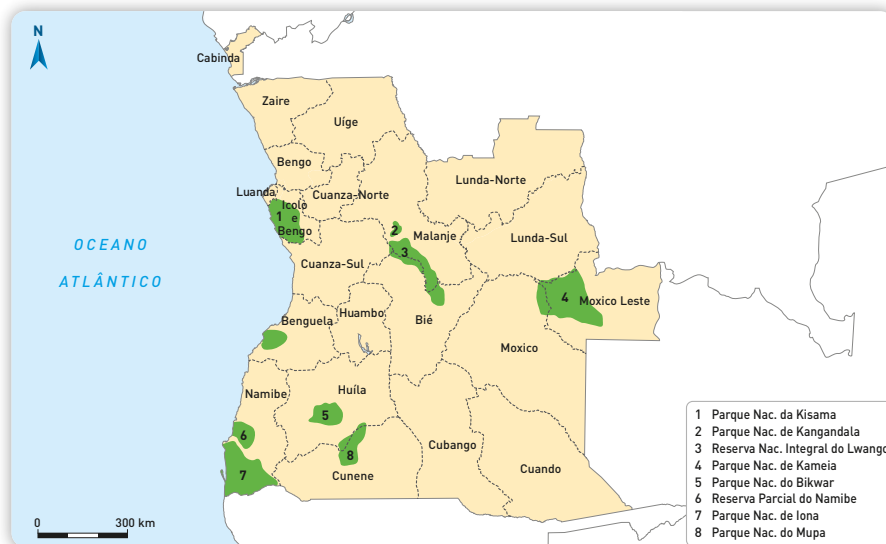 N
Cabinda
Zaire
Uíge
Bengo
Luanda
Icolo
e
Bengo
Cuanza-Norte
Lunda-Norte
1
2
Malanje
Lunda-Sul
OCEANO
ATLÂNTICO
Cuanza-Sul
3
4
Moxico Leste
Benguela
Huambo
Bié
Moxico
Namibe
Huíla
5
6
7
8
Cunene
Cubango
Cuando
0 300 km
1 Parque Nac. da Kisama
2 Parque Nac. de Kangandala
3 Reserva Nac. Integral do Lwango
4 Parque Nac. de Kameia
5 Parque Nac. do Bikwar
6 Reserva Parcial do Namibe
7 Parque Nac. de Iona
8 Parque Nac. do Mupa